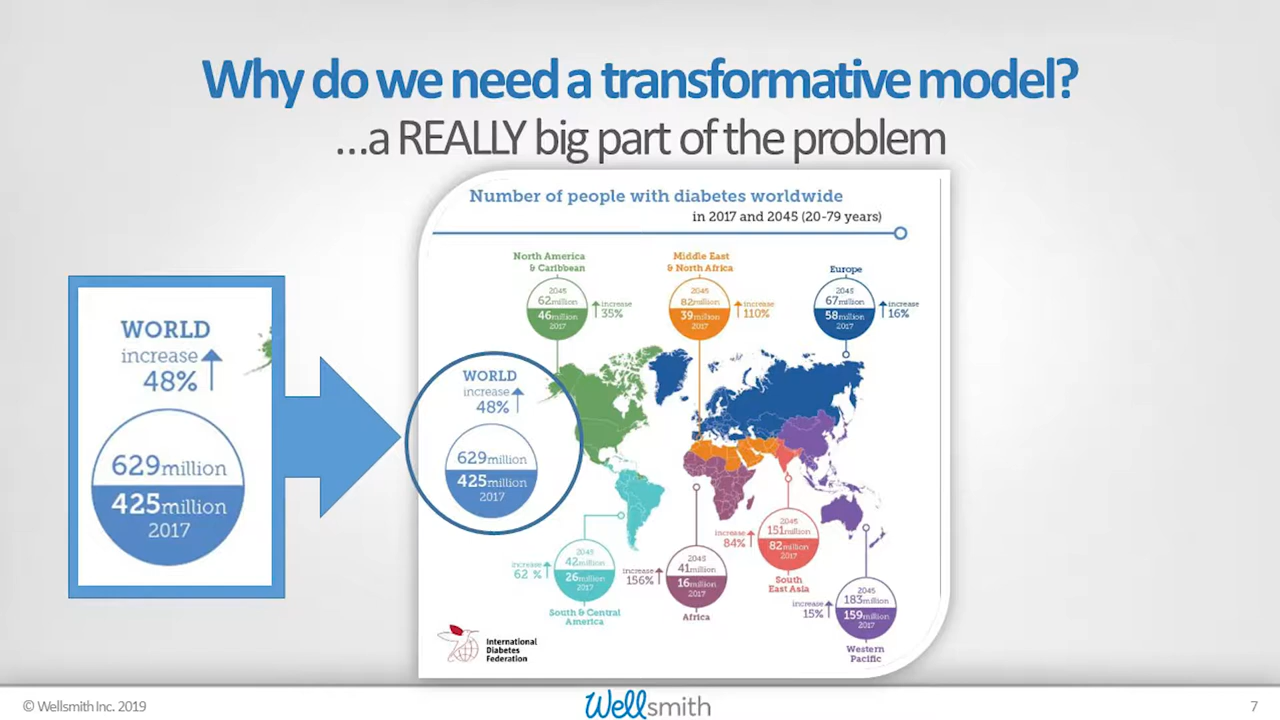 Why do we need a transformative model?
...a REALLY big part of the problem
Number of people with diabetes worldwide
in 2017 and 2045 (20-79 years)
North America
& Caribbean
2045
62million
46million
2017
increase
35%
Middle East
& North Africa
2045
82million
39million
2017
increase
110%
Europe
2045
67million
58million
2017
increase
16%
WORLD
increase
48%
629million
425million
2017
WORLD
increase
48%
629million
425million
2017
increase
62 %
2045
42million
26million
2017
South & Central
America
increase
156%
2045
41million
16million
2017
Africa
increase
84%
2045
151million
82million
2017
South
East Asia
increase
15%
2045
183million
159million
2017
Western
Pacific
International
Diabetes
Federation
© Wellsmith Inc. 2019
Wellsmith
7